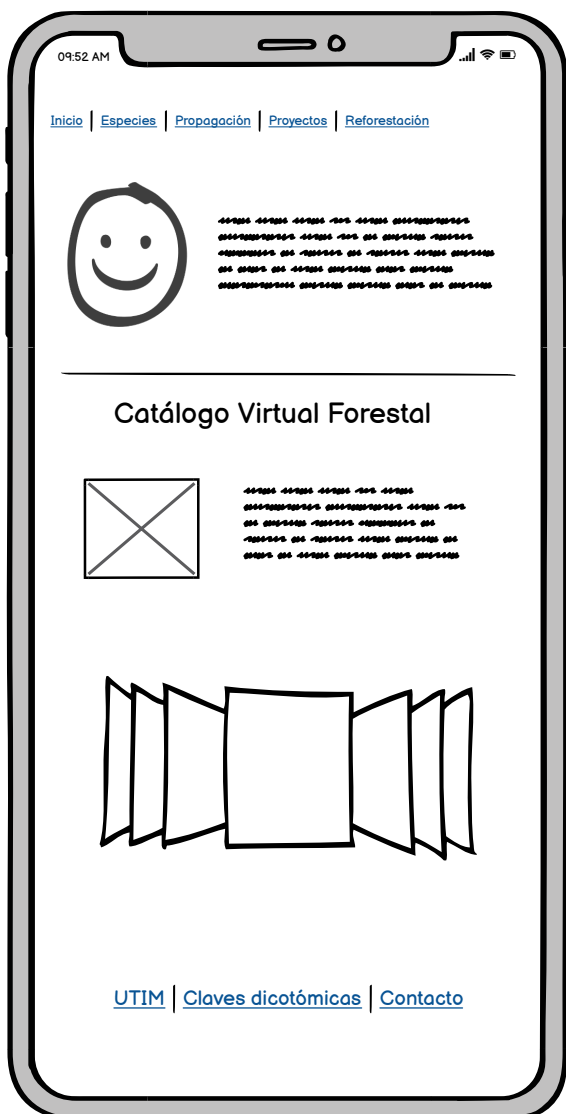 09:52 AM
Inicio | Especies | Propagación | Proyectos | Reforestación
Catálogo Virtual Forestal
UTIM | Claves dicotómicas | Contacto